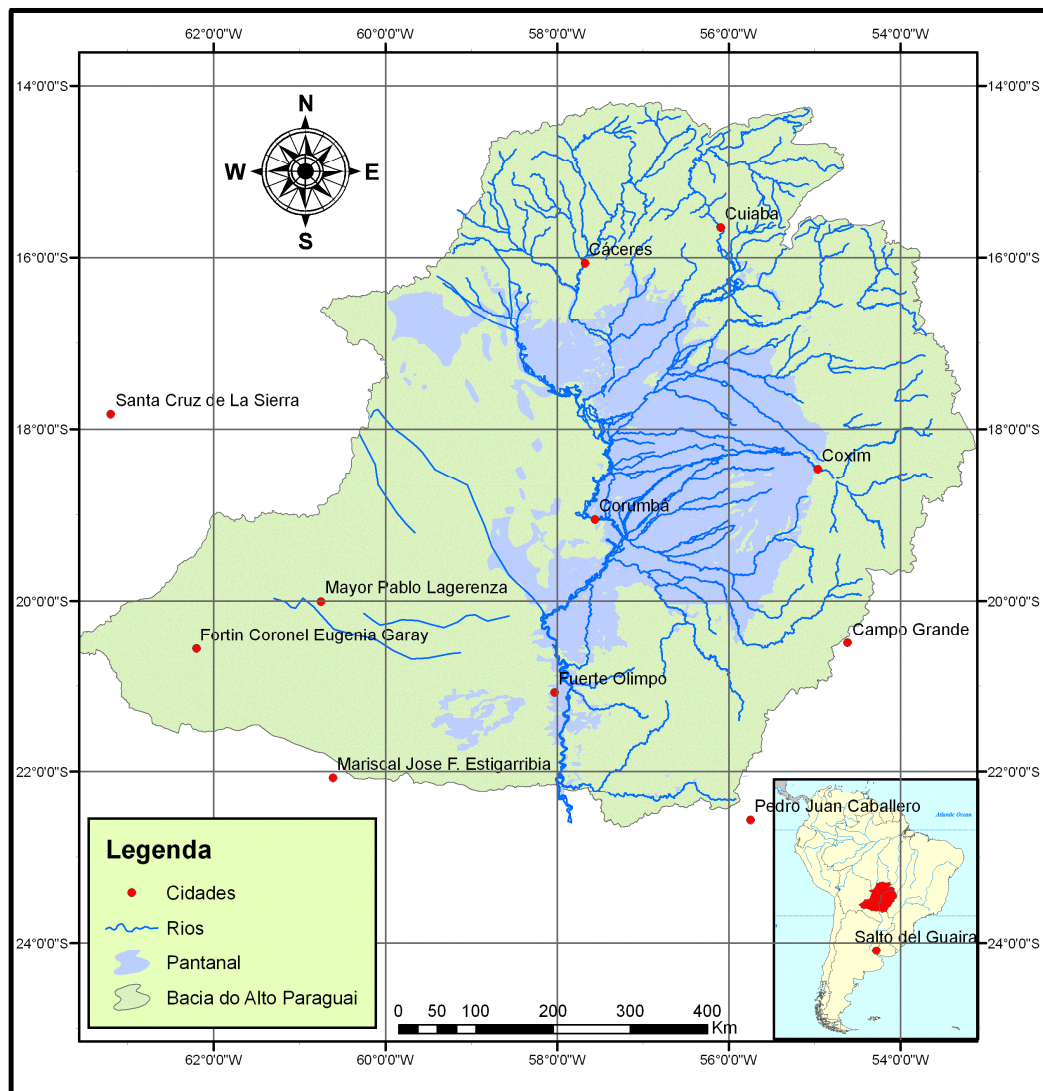 62°0'0"W 60°0'0"W 58°0'0"W 56°0'0"W 54°0'0"W
14°0'0"S 14°0'0"S
N
W E
S
Cuiaba
Cáceres
16°0'0"S 16°0'0"S
Santa Cruz de La Sierra
18°0'0"S 18°0'0"S
Coxim
Corumbá
Mayor Pablo Lagerenza
20°0'0"S 20°0'0"S
Fortin Coronel Eugenia Garay
Campo Grande
Fuerte Olimpo
Mariscal Jose F. Estigarribia
22°0'0"S 22°0'0"S
Pedro Juan Caballero
Atlantic Ocean
Legenda
Cidades
Rios
Pantanal
Bacia do Alto Paraguai
Salto del Guaira
24°0'0"S 24°0'0"S
0 50 100 200 300 400
Km
62°0'0"W 60°0'0"W 58°0'0"W 56°0'0"W 54°0'0"W